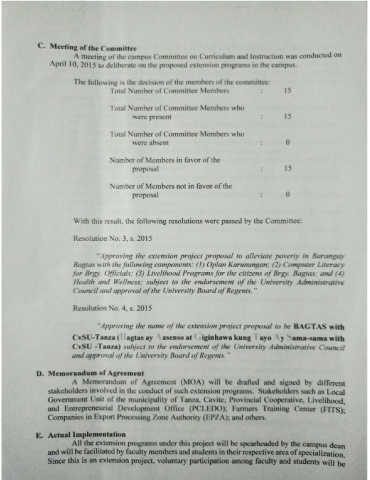 C. Meeting of the Committee
A meeting of the campus Committee on Curriculum and Instruction was conducted on
April 10, 2015 to deliberate on the proposed extension programs in the campus.
The following is the decision of the members of the committee:
Total Number of Committee Members : 15
Total Number of Committee Members who
were present : 15
Total Number of Committee Members who
were absent : 0
Number of Members in favor of the
proposal : 15
Number of Members not in favor of the
proposal : 0
With this result, the following resolutions were passed by the Committee:
Resolution No. 3, s. 2015
"Approving the extension project proposal to alleviate poverty in Barangay
Bagtas with the following components: (1) Oplan Karunungan; (2) Computer Literacy
for Brgy. Officials; (3) Livelihood Programs for the citizens of Brgy. Bagtas; and (4)
Health and Wellness; subject to the endorsement of the University Administrative
Council and approval of the University Board of Regents."
Resolution No. 4, s. 2015
"Approving the name of the extension project proposal to be BAGTAS with
CvSU-Tanza (Bagtas ay Asenso at Giginhawa kung Tayo Ay Sama-sama with
CvSU -Tanza) subject to the endorsement of the University Administrative Council
and approval of the University Board of Regents."
D. Memorandum of Agreement
A Memorandum of Agreement (MOA) will be drafted and signed by different
stakeholders involved in the conduct of such extension programs. Stakeholders such as Local
Government Unit of the municipality of Tanza, Cavite; Provincial Cooperative, Livelihood,
and Entrepreneurial Development Office (PCLEDO); Farmers Training Center (FITS);
Companies in Export Processing Zone Authority (EPZA); and others.
E. Actual Implementation
All the extension programs under this project will be spearheaded by the campus dean
and will be facilitated by faculty members and students in their respective area of specialization.
Since this is an extension project, voluntary participation among faculty and students will be